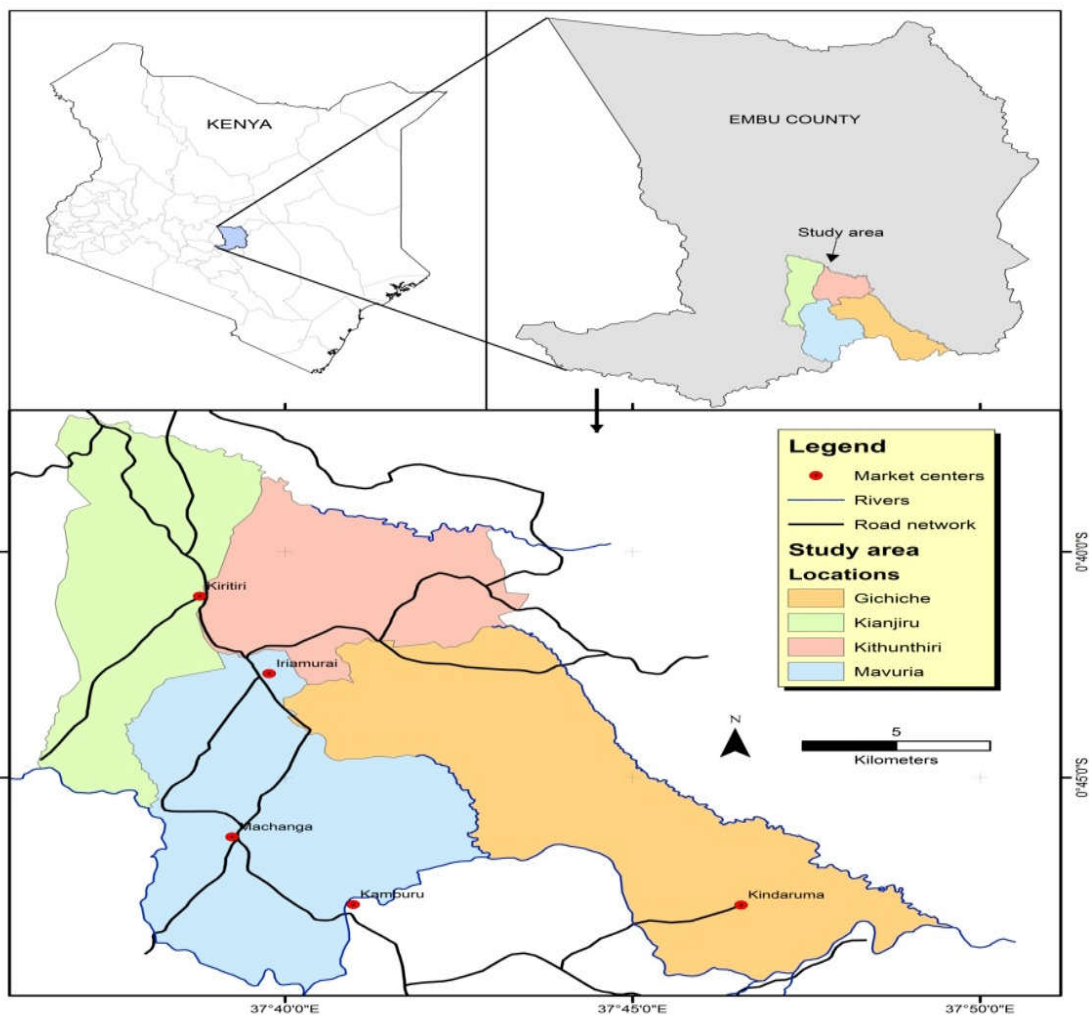 KENYA
EMBU COUNTY
Study area
Legend
Market centers
Rivers
Road network
Study area
Locations
Gichiche
Kianjiru
Kithunthiri
Mavuria
Kiritiri
Iriamurai
Machanga
Kamburu
Kindaruma
N
5
Kilometers
0°40'0"S
0°45'0"S
37°40'0"E
37°45'0"E
37°50'0"E